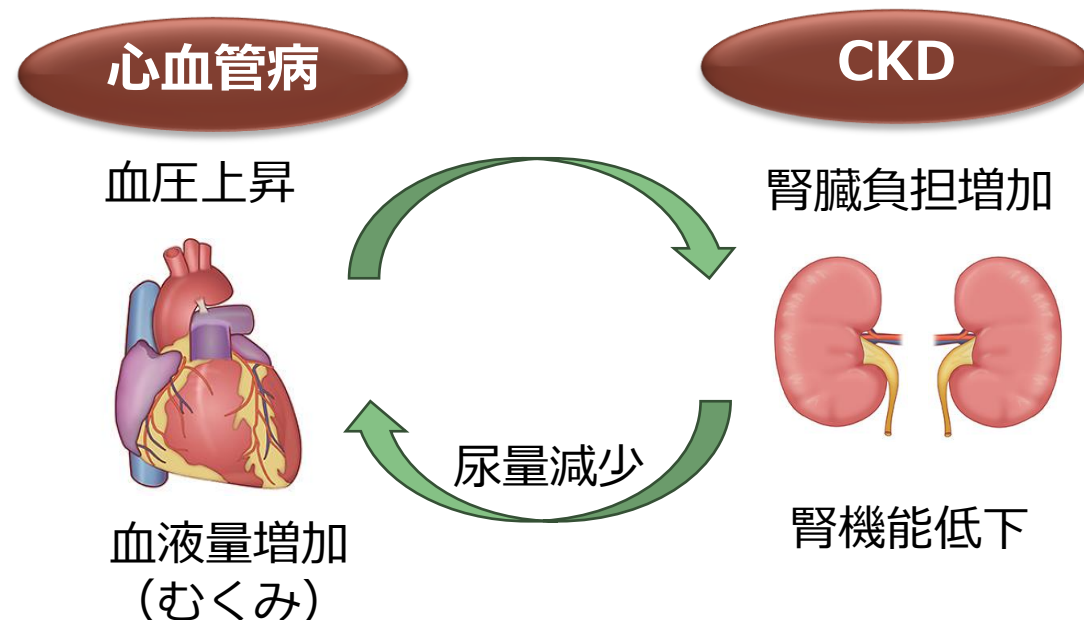 心血管病
CKD
血圧上昇
腎臓負担増加
尿量減少
血液量増加
（むくみ）
腎機能低下